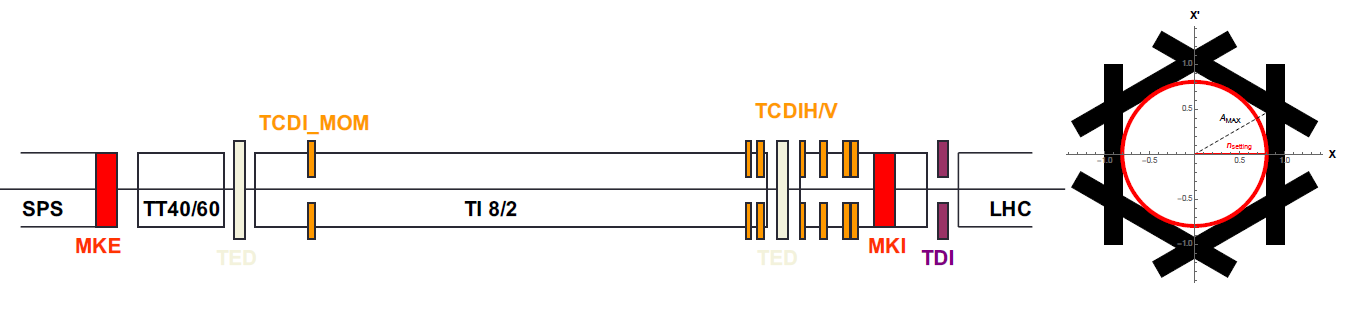 TCDI_MOM
TCDIH/V
SPS
TT40/60
TI 8/2
LHC
MKE
TED
TED
MKI
TDI
X'
1.0
0.5
A_MAX
n_setting
X
-1.0
-0.5
0.5
1.0
-0.5
-1.0